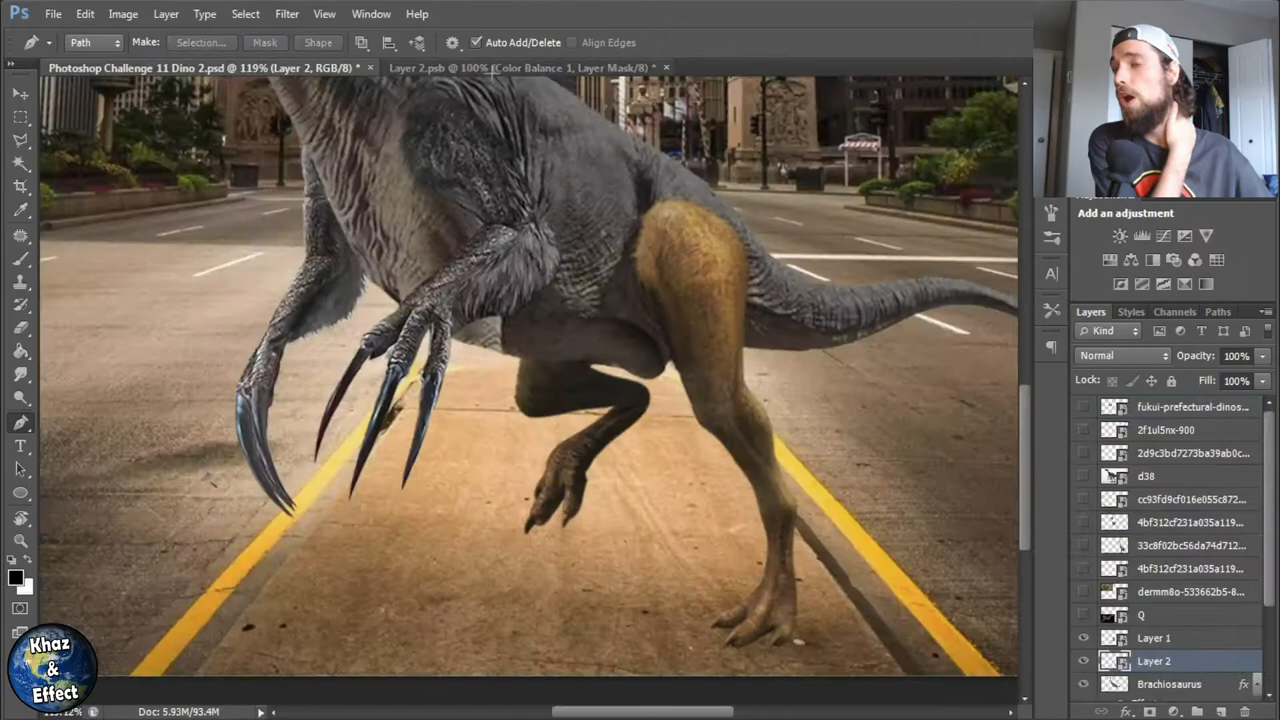 Ps File Edit Image Layer Type Select Filter View Window Help
Path Make: Selection... Mask Shape Auto Add/Delete Align Edges
Photoshop Challenge 11 Dino 2.psd @ 119% (Layer 2, RGB/8) * × Layer 2.psb @ 100% (Color Balance 1, Layer Mask/8) * ×
Add an adjustment
Layers Styles Channels Paths
Kind
Normal Opacity: 100%
Lock: Fill: 100%
fukui-prefectural-dinos...
2f1ul5nx-900
2d9c3bd7273ba39ab0c...
d38
cc93fd9cf016e055c872...
4bf312cf231a035a119...
33c8f02bc56da74d712...
4bf312cf231a035a119...
dermm8o-533662b5-8...
Q
Layer 1
Layer 2
Brachiosaurus fx
Khaz
&
Effect
Doc: 5.93M/93.4M